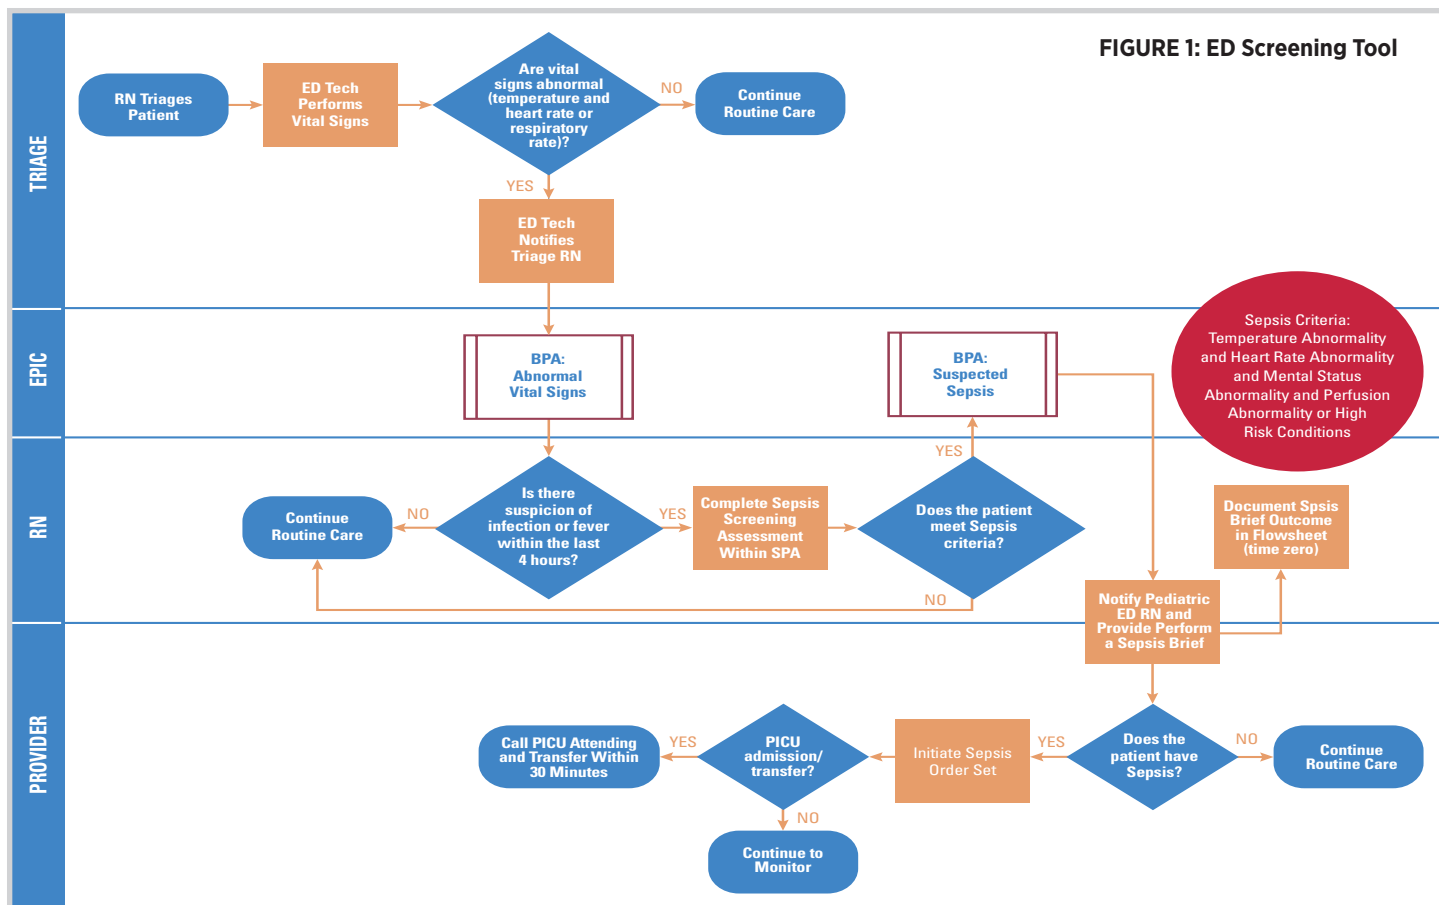 FIGURE 1: ED Screening Tool
TRIAGE
RN Triages
Patient
ED Tech
Performs
Vital Signs
Are vital
signs abnormal
(temperature and
heart rate or
respiratory
rate)?
NO
Continue
Routine Care
YES
ED Tech
Notifies
Triage RN
EPIC
BPA:
Abnormal
Vital Signs
BPA:
Suspected
Sepsis
Sepsis Criteria:
Temperature Abnormality
and Heart Rate Abnormality
and Mental Status
Abnormality and Perfusion
Abnormality or High
Risk Conditions
RN
Continue
Routine Care
NO
Is there
suspicion of
infection or fever
within the last
4 hours?
YES
Complete Sepsis
Screening
Assessment
Within SPA
Does the patient
meet Sepsis
criteria?
YES
NO
Document Spsis
Brief Outcome
in Flowsheet
(time zero)
Notify Pediatric
ED RN and
Provide Perform
a Sepsis Brief
PROVIDER
Call PICU Attending
and Transfer Within
30 Minutes
YES
PICU
admission/
transfer?
NO
Continue to
Monitor
Initiate Sepsis
Order Set
YES
Does the
patient have
Sepsis?
NO
Continue
Routine Care